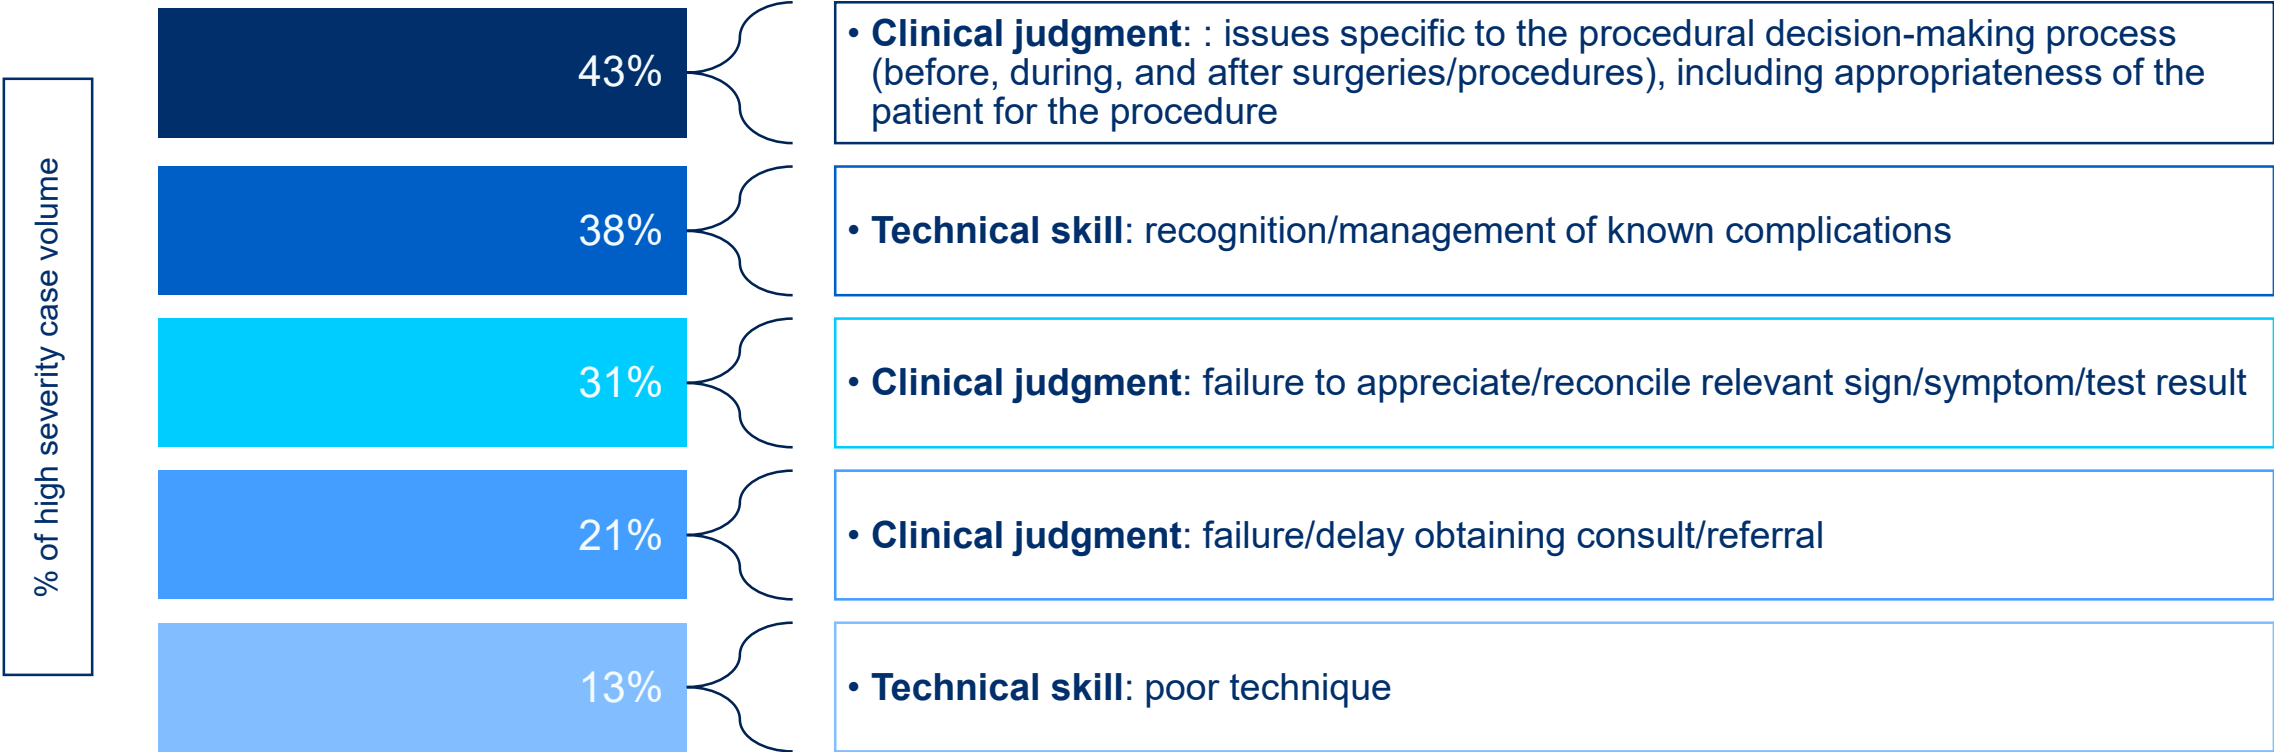 % of high severity case volume
43%
• Clinical judgment: : issues specific to the procedural decision-making process
(before, during, and after surgeries/procedures), including appropriateness of the
patient for the procedure
38%
• Technical skill: recognition/management of known complications
31%
• Clinical judgment: failure to appreciate/reconcile relevant sign/symptom/test result
21%
• Clinical judgment: failure/delay obtaining consult/referral
13%
• Technical skill: poor technique